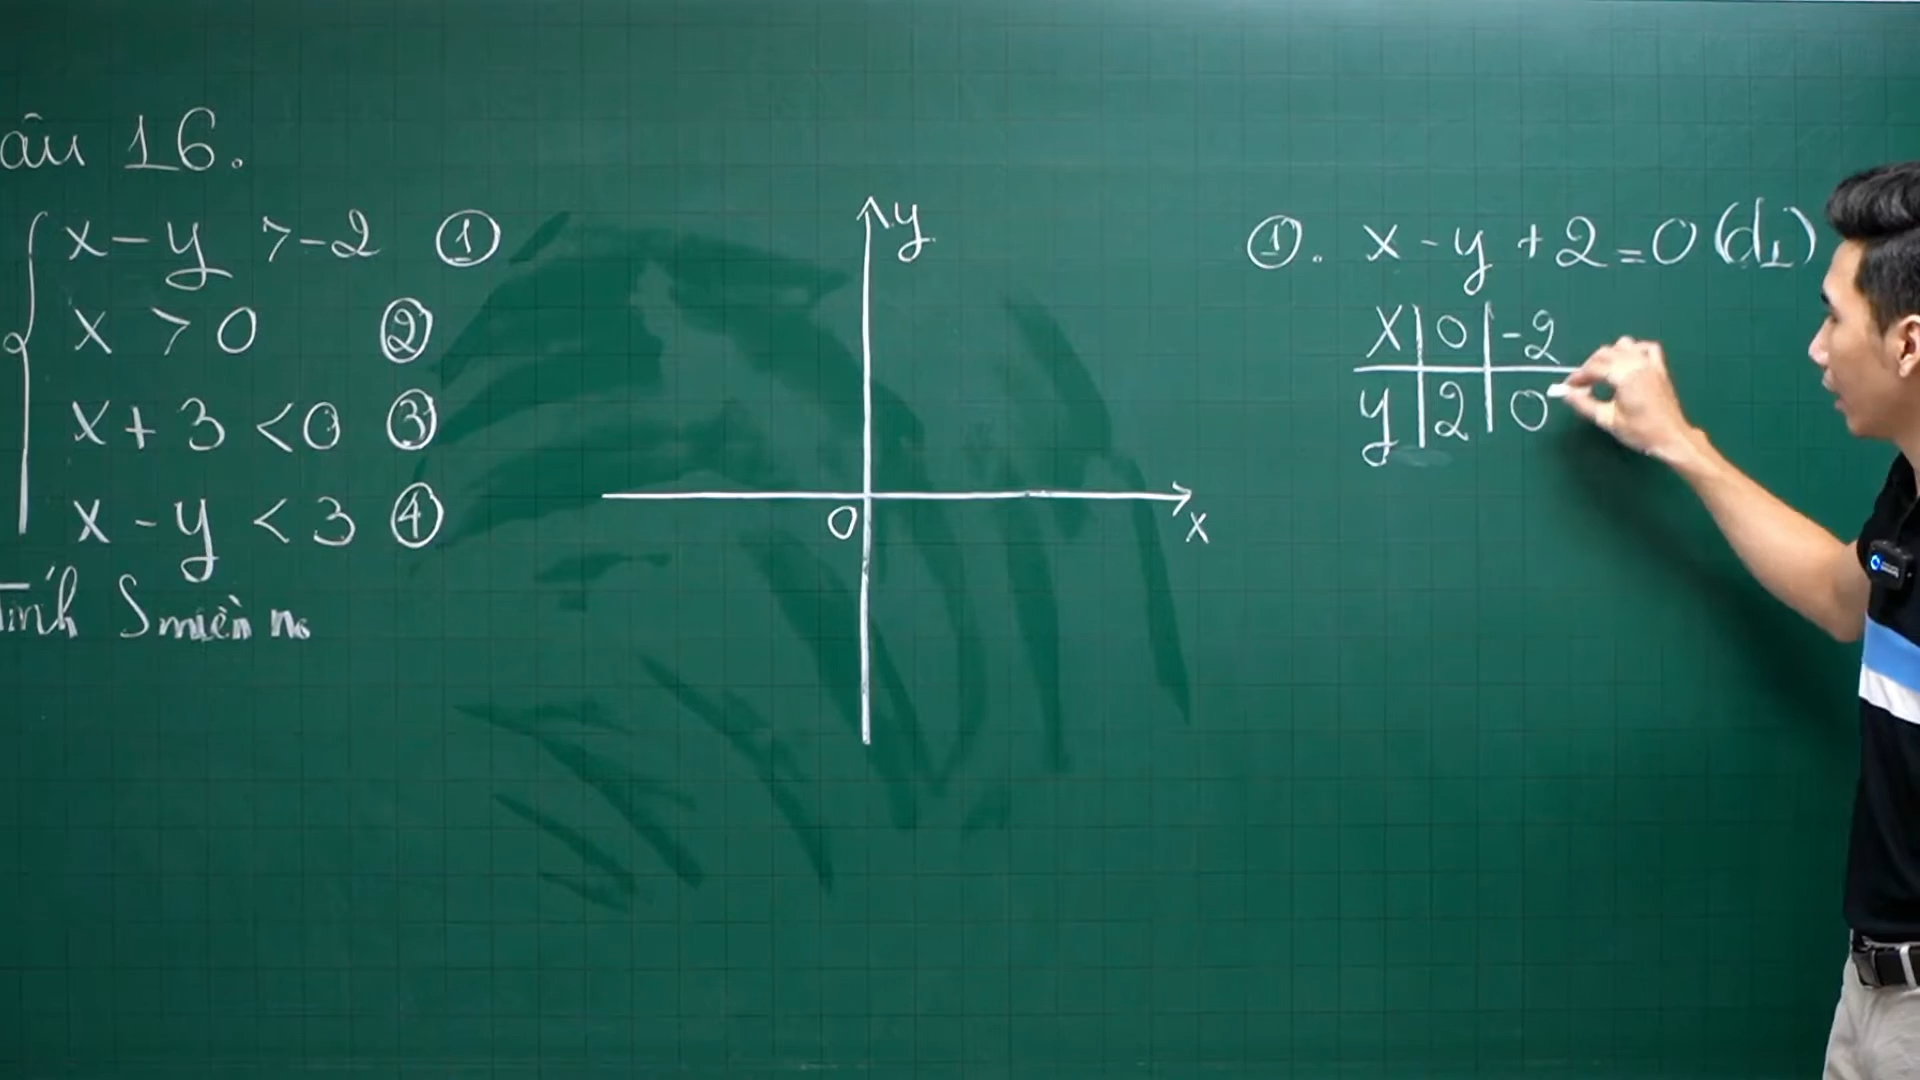 âu 16.
x - y > -2 ①
x > 0 ②
x + 3 < 0 ③
x - y < 3 ④
Tính S miền no
y
O
x
①. x - y + 2 = 0 (d1)
x | 0 | -2
y | 2 | 0